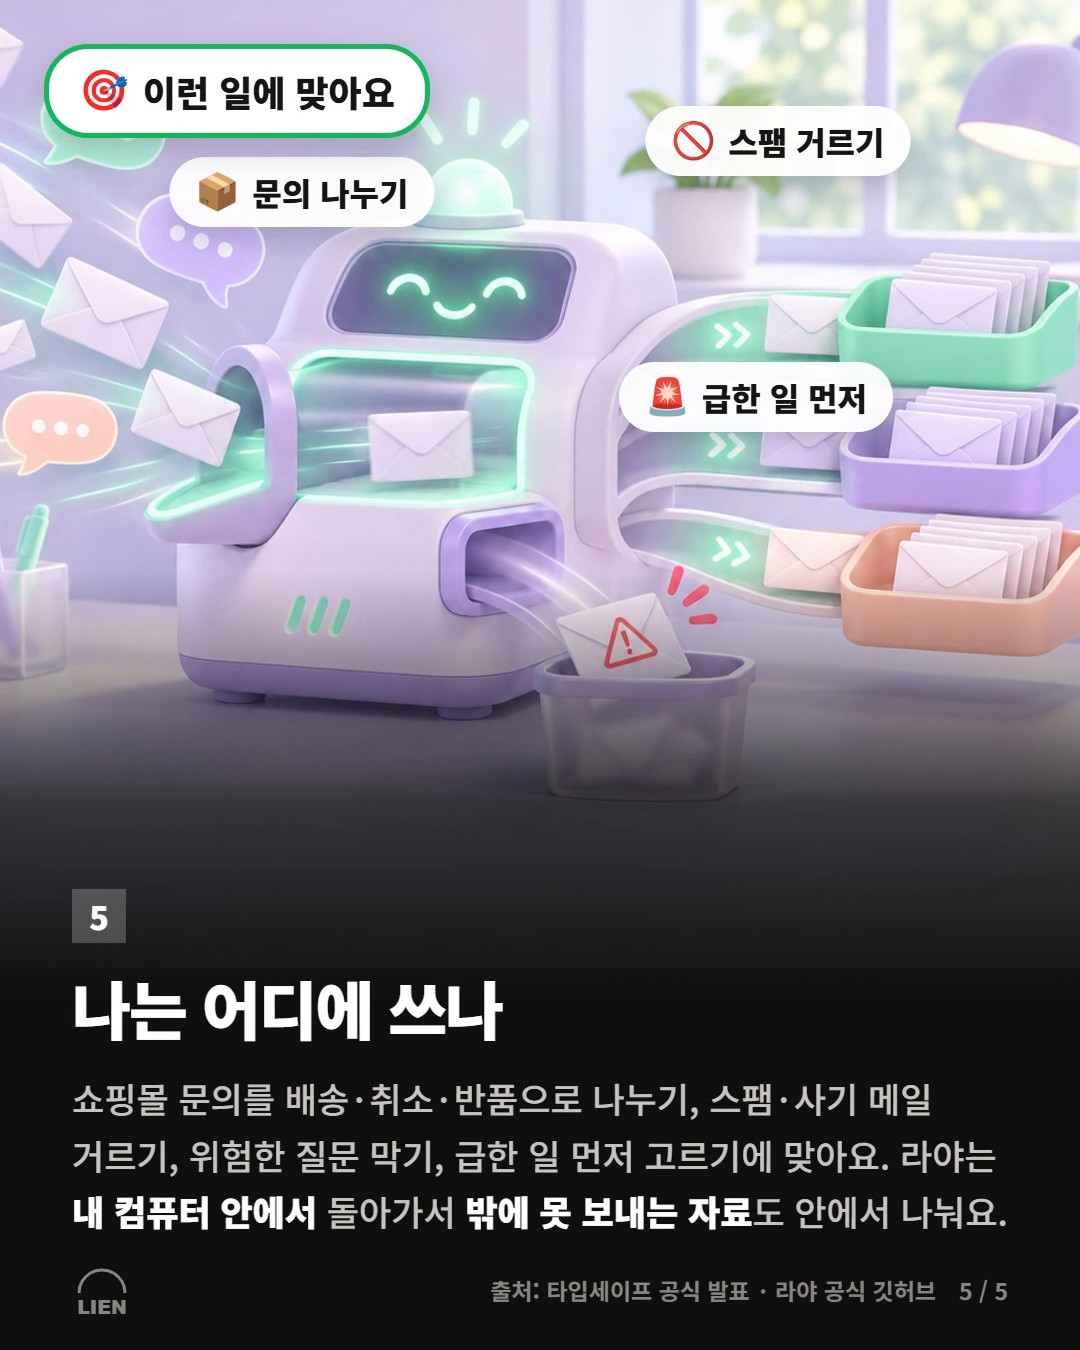 🎯 이런 일에 맞아요
🚫 스팸 거르기
📦 문의 나누기
🚨 급한 일 먼저
5
나는 어디에 쓰나
쇼핑몰 문의를 배송·취소·반품으로 나누기, 스팸·사기 메일
거르기, 위험한 질문 막기, 급한 일 먼저 고르기에 맞아요. 라야는
내 컴퓨터 안에서 돌아가서 밖에 못 보내는 자료도 안에서 나눠요.
LIEN
출처: 타입세이프 공식 발표 · 라야 공식 깃허브 5 / 5